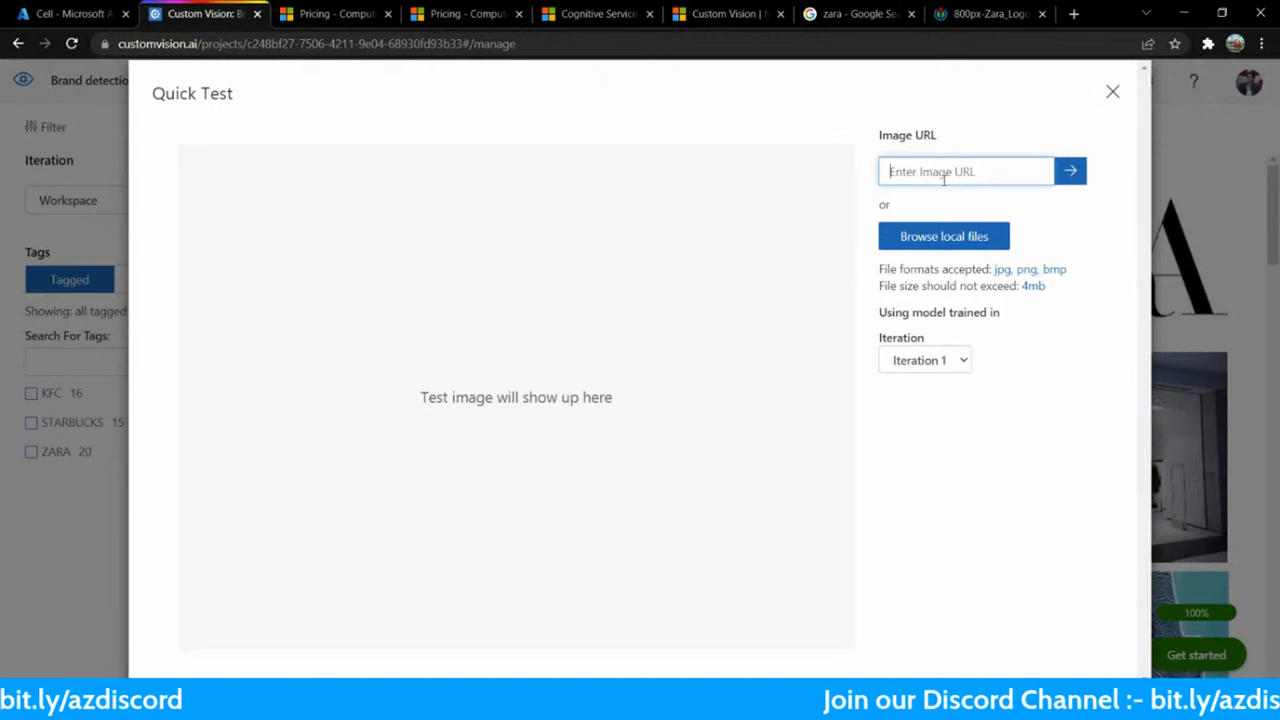 Cell - Microsoft A
Custom Vision: B
Pricing - Comput
Pricing - Comput
Cognitive Service
Custom Vision | M
zara - Google Se
800px-Zara_Logo
customvision.ai/projects/c248bf27-7506-4211-9e04-68930fd93b33#/manage
Brand detectio
Filter
Iteration
Workspace
Tags
Tagged
Showing: all tagged
Search For Tags:
KFC 16
STARBUCKS 15
ZARA 20
Quick Test
Test image will show up here
Image URL
Enter Image URL
or
Browse local files
File formats accepted: jpg, png, bmp
File size should not exceed: 4mb
Using model trained in
Iteration
Iteration 1
?
A
100%
Get started
bit.ly/azdiscord
Join our Discord Channel :- bit.ly/azdis